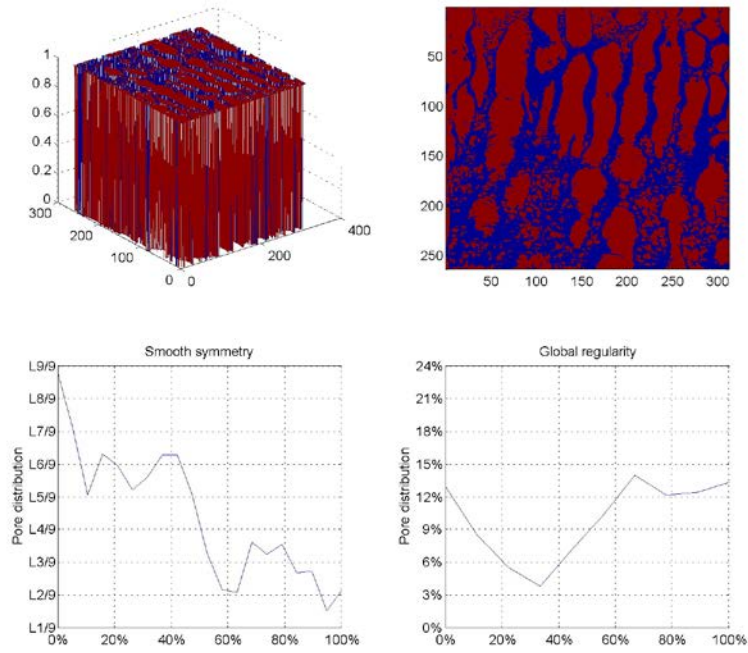 1
0.8
0.6
0.4
0.2
0
300
200
100
0
0
200
400
50
100
150
200
250
50 100 150 200 250 300
Smooth symmetry
Pore distribution
L9/9
L8/9
L7/9
L6/9
L5/9
L4/9
L3/9
L2/9
L1/9
0% 20% 40% 60% 80% 100%
Global regularity
Pore distribution
24%
21%
18%
15%
12%
9%
6%
3%
0%
0% 20% 40% 60% 80% 100%